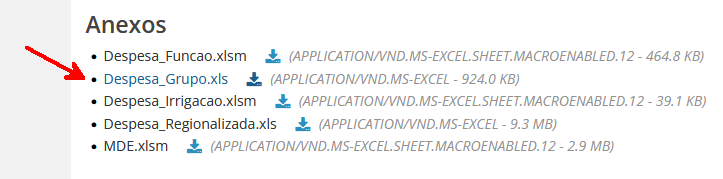 Anexos
Despesa_Funcao.xlsm (APPLICATION/VND.MS-EXCEL.SHEET.MACROENABLED.12 - 464.8 KB)
Despesa_Grupo.xls (APPLICATION/VND.MS-EXCEL - 924.0 KB)
Despesa_Irrigacao.xlsm (APPLICATION/VND.MS-EXCEL.SHEET.MACROENABLED.12 - 39.1 KB)
Despesa_Regionalizada.xls (APPLICATION/VND.MS-EXCEL - 9.3 MB)
MDE.xlsm (APPLICATION/VND.MS-EXCEL.SHEET.MACROENABLED.12 - 2.9 MB)